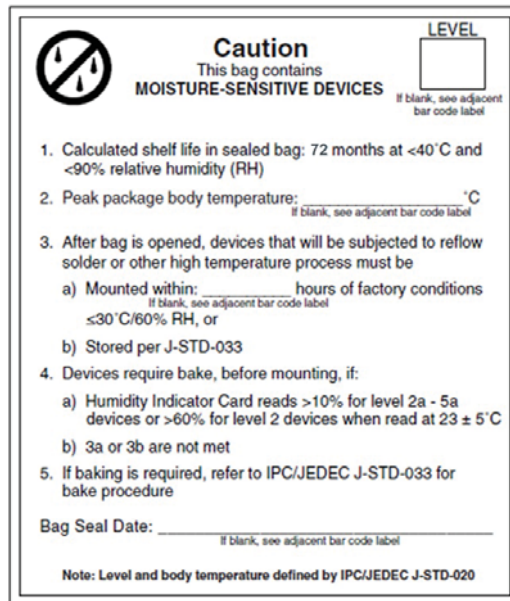 LEVEL
Caution
This bag contains
MOISTURE-SENSITIVE DEVICES
If blank, see adjacent
bar code label
1. Calculated shelf life in sealed bag: 72 months at <40˚C and
<90% relative humidity (RH)
2. Peak package body temperature: ____________________˚C
If blank, see adjacent bar code label
3. After bag is opened, devices that will be subjected to reflow
solder or other high temperature process must be
a) Mounted within: ___________ hours of factory conditions
If blank, see adjacent bar code label
≤30˚C/60% RH, or
b) Stored per J-STD-033
4. Devices require bake, before mounting, if:
a) Humidity Indicator Card reads >10% for level 2a - 5a
devices or >60% for level 2 devices when read at 23 ± 5˚C
b) 3a or 3b are not met
5. If baking is required, refer to IPC/JEDEC J-STD-033 for
bake procedure
Bag Seal Date: ________________________________________
If blank, see adjacent bar code label
Note: Level and body temperature defined by IPC/JEDEC J-STD-020